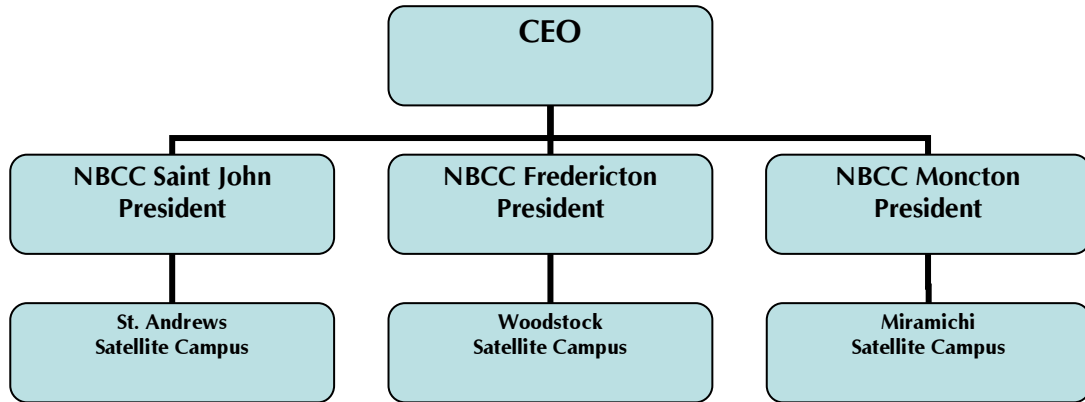 CEO
NBCC Saint John
President
NBCC Fredericton
President
NBCC Moncton
President
St. Andrews
Satellite Campus
Woodstock
Satellite Campus
Miramichi
Satellite Campus